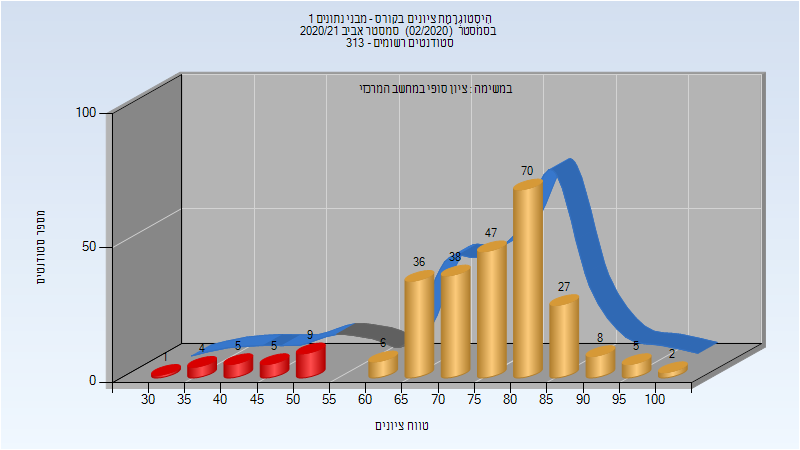 היסטוגרמת ציונים בקורס - מבני נתונים 1
בסמסטר (02/2020) סמסטר אביב 2020/21
סטודנטים רשומים - 313
במשימה : ציון סופי במחשב המרכזי
מספר סטודנטים
100
50
0
1 4 5 5 9 6 36 38 47 70 27 8 5 2
30 35 40 45 50 55 60 65 70 75 80 85 90 95 100
טווח ציונים